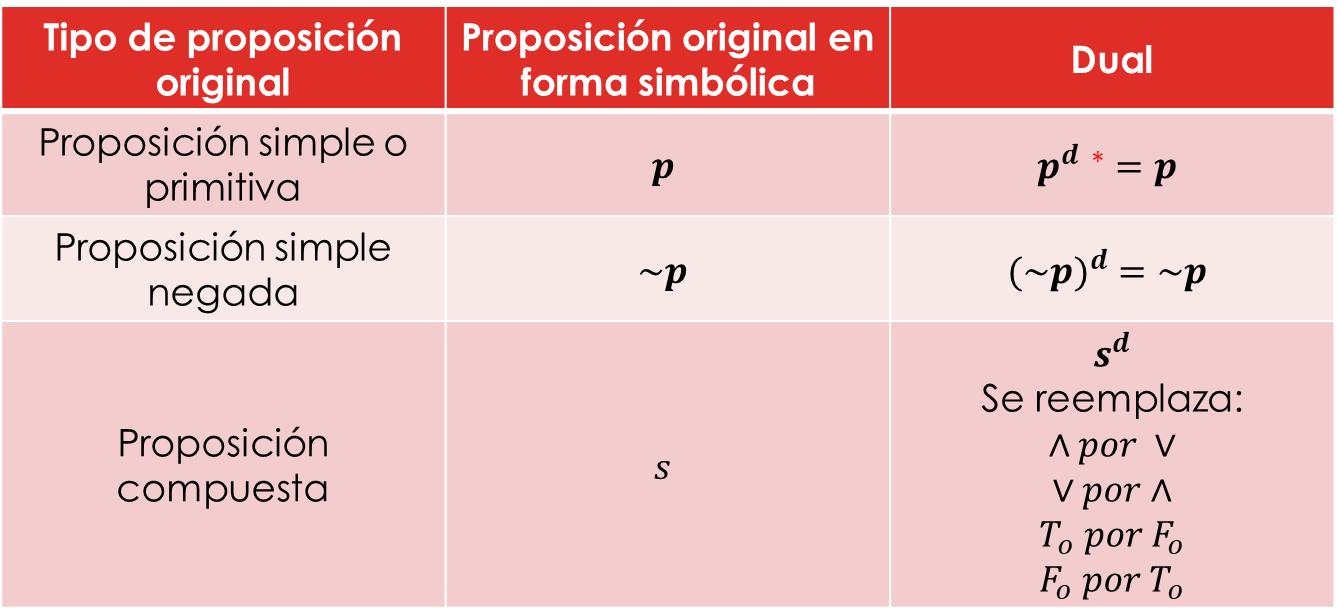 Tipo de proposición
original
Proposición original en
forma simbólica
Dual
Proposición simple o
primitiva
p
p^d * = p
Proposición simple
negada
~p
(~p)^d = ~p
Proposición
compuesta
s
s^d
Se reemplaza:
∧ por ∨
∨ por ∧
T_o por F_o
F_o por T_o